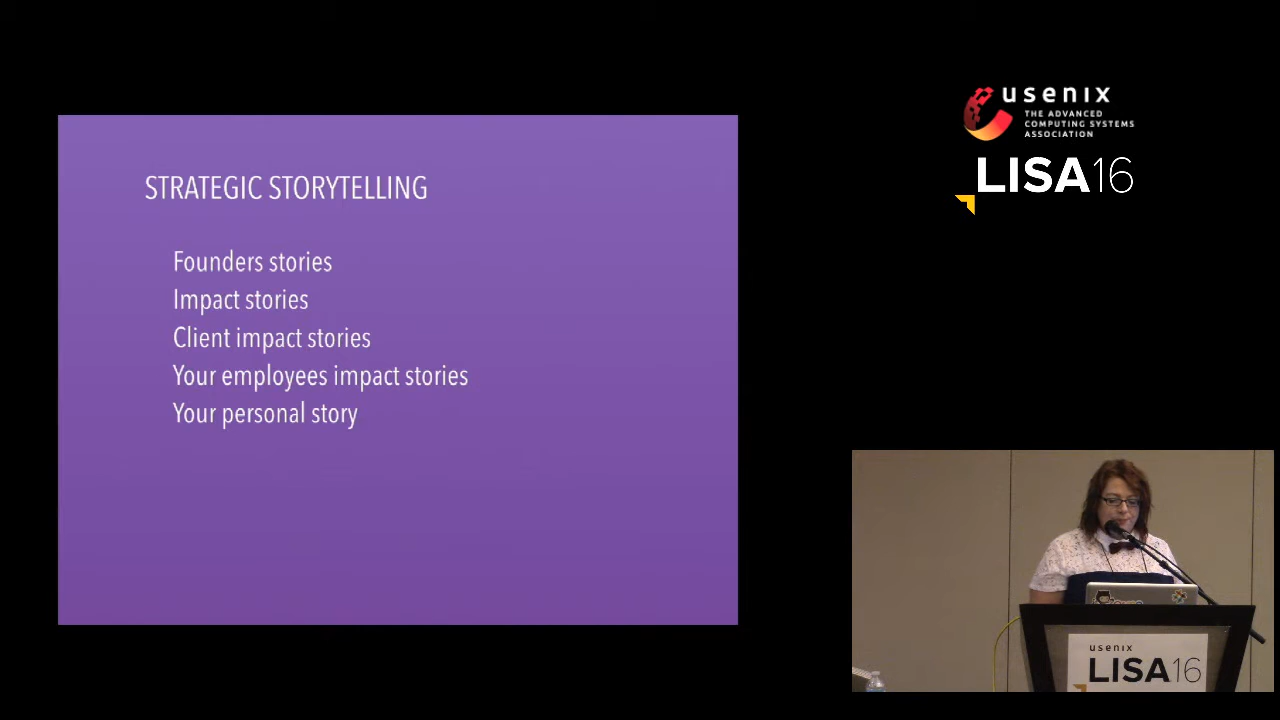 STRATEGIC STORYTELLING
Founders stories
Impact stories
Client impact stories
Your employees impact stories
Your personal story
usenix
THE ADVANCED
COMPUTING SYSTEMS
ASSOCIATION
LISA16
usenix
LISA16